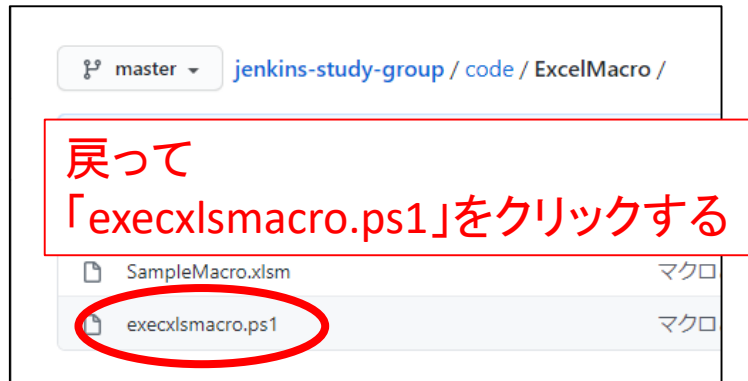 master jenkins-study-group / code / ExcelMacro /
戻って
「execxlsmacro.ps1」をクリックする
SampleMacro.xlsm マクロ
execxlsmacro.ps1 マクロ